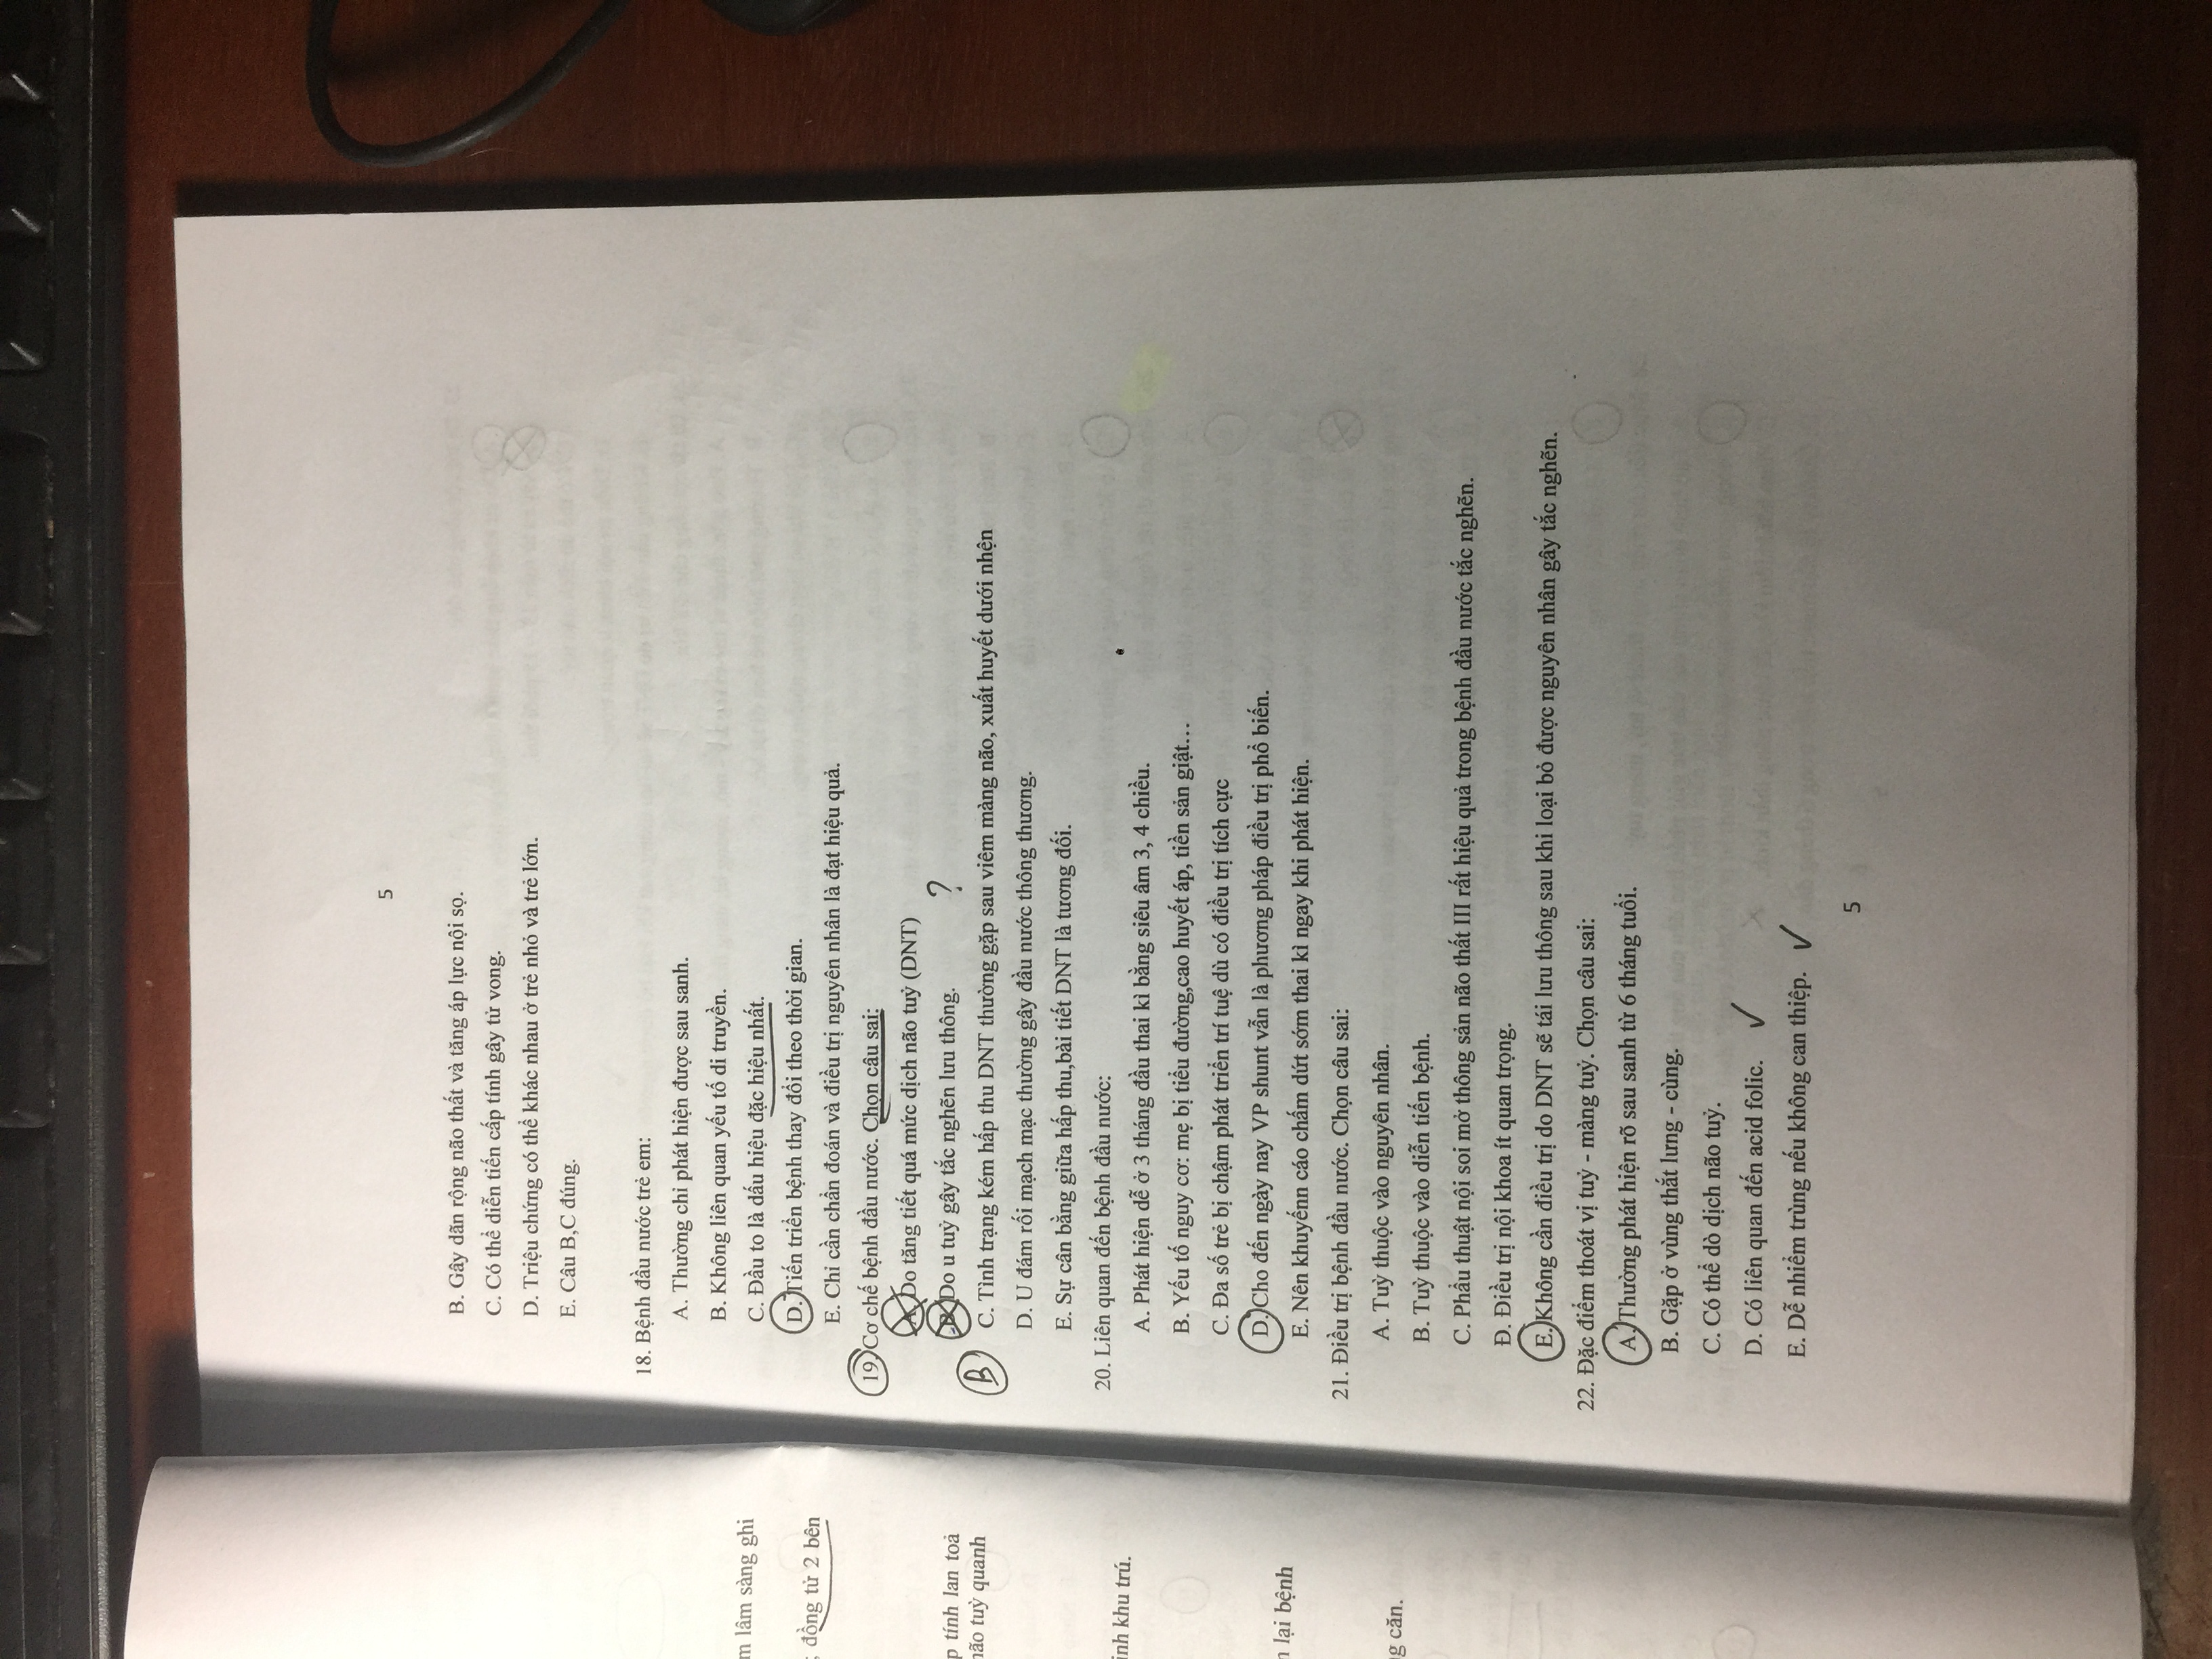 m lâm sàng ghi
; đồng tử 2 bên
p tính lan toả
não tuỷ quanh
khu trú.
lại bệnh
căn.
5
B. Gây dãn rộng não thất và tăng áp lực nội sọ.
C. Có thể diễn tiến cấp tính gây tử vong.
D. Triệu chứng có thể khác nhau ở trẻ nhỏ và trẻ lớn.
E. Câu B,C đúng.
18. Bệnh đầu nước trẻ em:
A. Thường chỉ phát hiện được sau sanh.
B. Không liên quan yếu tố di truyền.
C. Đầu to là dấu hiệu đặc hiệu nhất.
D. Tiến triển bệnh thay đổi theo thời gian.
E. Chỉ cần chẩn đoán và điều trị nguyên nhân là đạt hiệu quả.
19. Cơ chế bệnh đầu nước. Chọn câu sai:
A. Do tăng tiết quá mức dịch não tuỷ (DNT)
B. Do u tuỷ gây tắc nghẽn lưu thông. ?
B C. Tình trạng kém hấp thu DNT thường gặp sau viêm màng não, xuất huyết dưới nhện
D. U đám rối mạch mạc thường gây đầu nước thông thương.
E. Sự cân bằng giữa hấp thu,bài tiết DNT là tương đối.
20. Liên quan đến bệnh đầu nước:
A. Phát hiện dễ ở 3 tháng đầu thai kì bằng siêu âm 3, 4 chiều.
B. Yếu tố nguy cơ: mẹ bị tiểu đường,cao huyết áp, tiền sản giật…
C. Đa số trẻ bị chậm phát triển trí tuệ dù có điều trị tích cực
D. Cho đến ngày nay VP shunt vẫn là phương pháp điều trị phổ biến.
E. Nên khuyếnn cáo chấm dứt sớm thai kì ngay khi phát hiện.
21. Điều trị bệnh đầu nước. Chọn câu sai:
A. Tuỳ thuộc vào nguyên nhân.
B. Tuỳ thuộc vào diễn tiến bệnh.
C. Phẩu thuật nội soi mở thông sản não thất III rất hiệu quả trong bệnh đầu nước tắc nghẽn.
Đ. Điều trị nội khoa ít quan trọng.
E. Không cần điều trị do DNT sẽ tái lưu thông sau khi loại bỏ được nguyên nhân gây tắc nghẽn.
22. Đặc điểm thoát vị tuỷ - màng tuỷ. Chọn câu sai:
A. Thường phát hiện rõ sau sanh từ 6 tháng tuổi.
B. Gặp ở vùng thắt lưng - cùng.
C. Có thể dò dịch não tuỷ.
D. Có liên quan đến acid folic. ✓
E. Dễ nhiểm trùng nếu không can thiệp. ✓
5